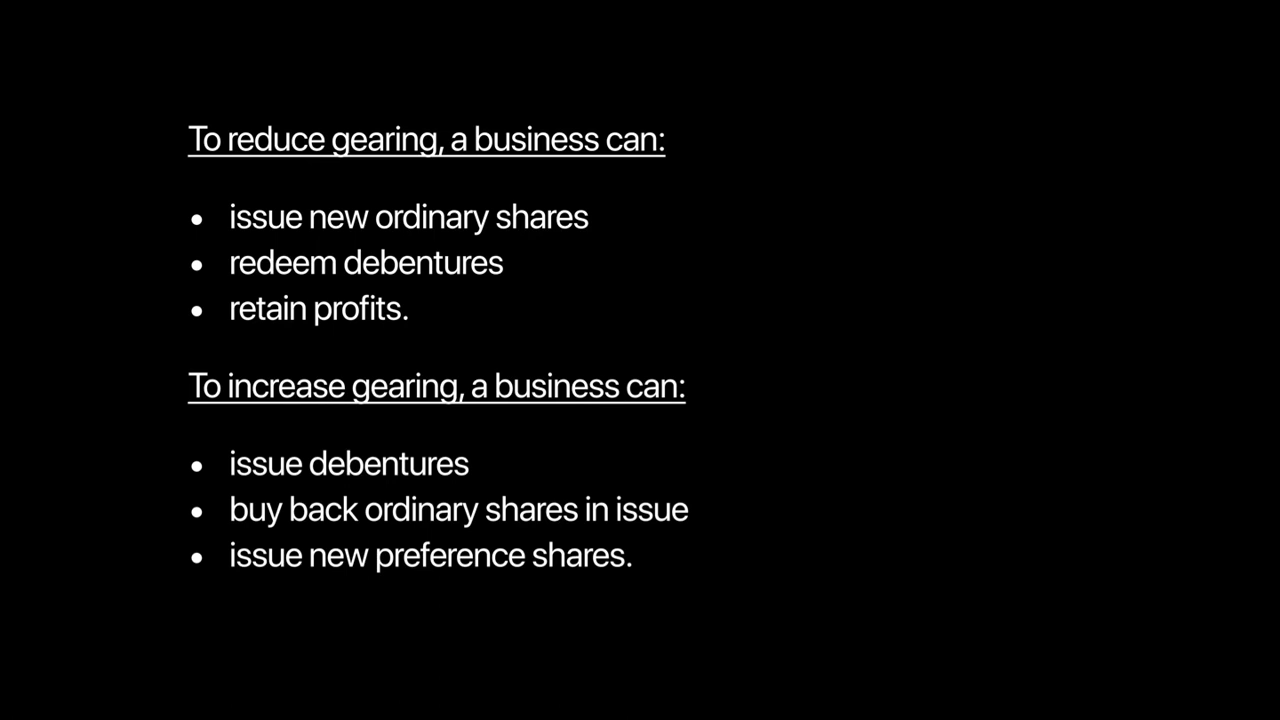 To reduce gearing, a business can:
• issue new ordinary shares
• redeem debentures
• retain profits.
To increase gearing, a business can:
• issue debentures
• buy back ordinary shares in issue
• issue new preference shares.